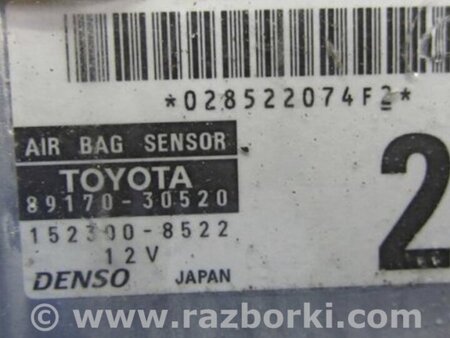 *028522074F2*
AIR BAG SENSOR
TOYOTA
89170-30520
152300-8522
12V
DENSO JAPAN
2
© www.razborki.com